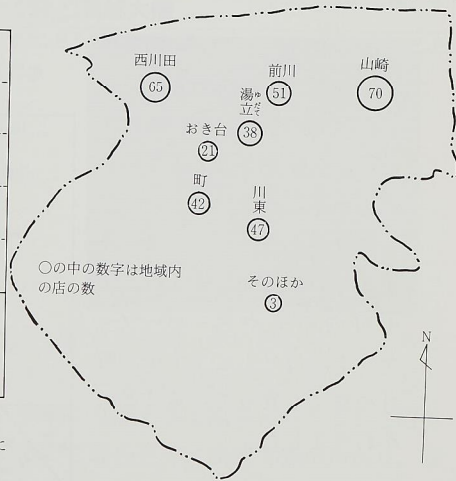 西川田
65
前川
51
山崎
70
湯立
ゆだて
38
おき台
21
町
42
川東
47
○の中の数字は地域内
の店の数
そのほか
3
N